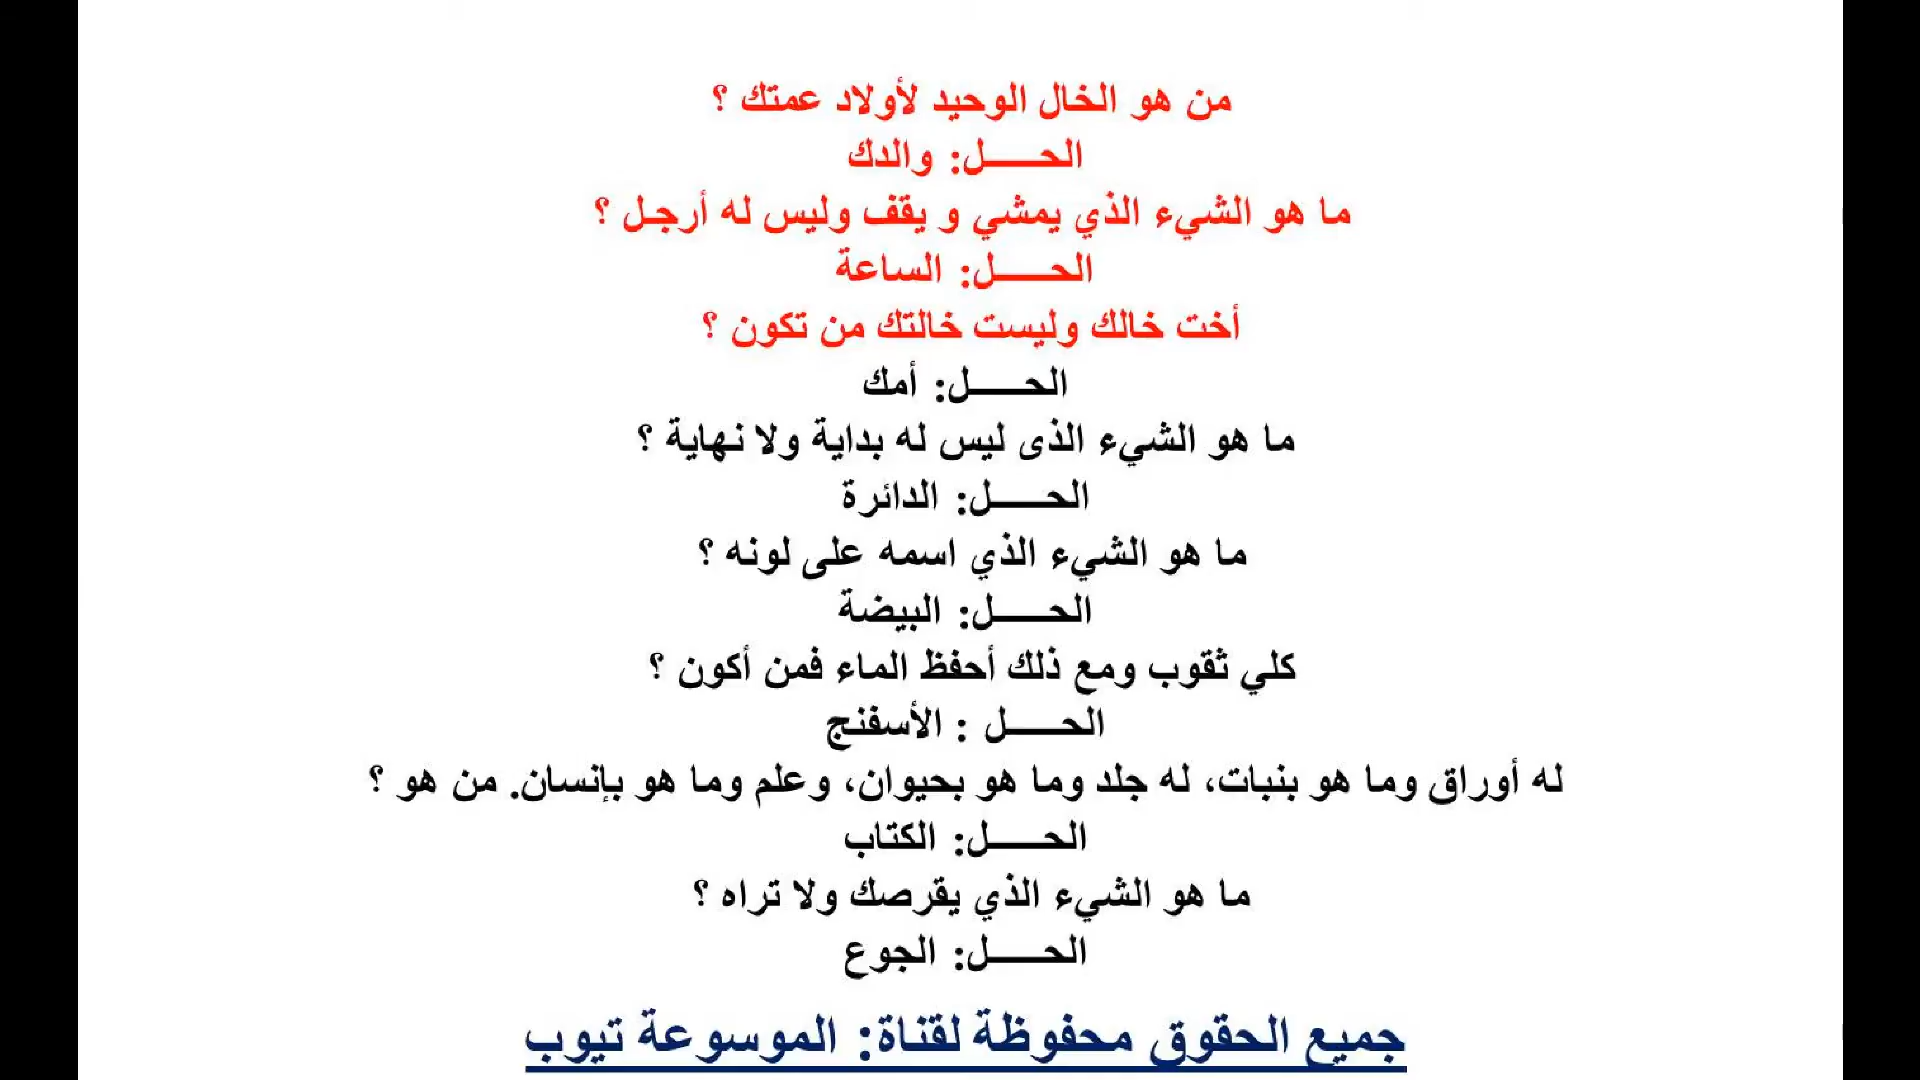 من هو الخال الوحيد لأولاد عمتك ؟
الحـــــل: والدك
ما هو الشيء الذي يمشي و يقف وليس له أرجل ؟
الحـــــل: الساعة
أخت خالك وليست خالتك من تكون ؟
الحـــــل: أمك
ما هو الشيء الذى ليس له بداية ولا نهاية ؟
الحـــــل: الدائرة
ما هو الشيء الذي اسمه على لونه ؟
الحـــــل: البيضة
كلي ثقوب ومع ذلك أحفظ الماء فمن أكون ؟
الحـــــل : الأسفنج
له أوراق وما هو بنبات، له جلد وما هو بحيوان، وعلم وما هو بإنسان. من هو ؟
الحـــــل: الكتاب
ما هو الشيء الذي يقرصك ولا تراه ؟
الحـــــل: الجوع
جميع الحقوق محفوظة لقناة: الموسوعة تيوب